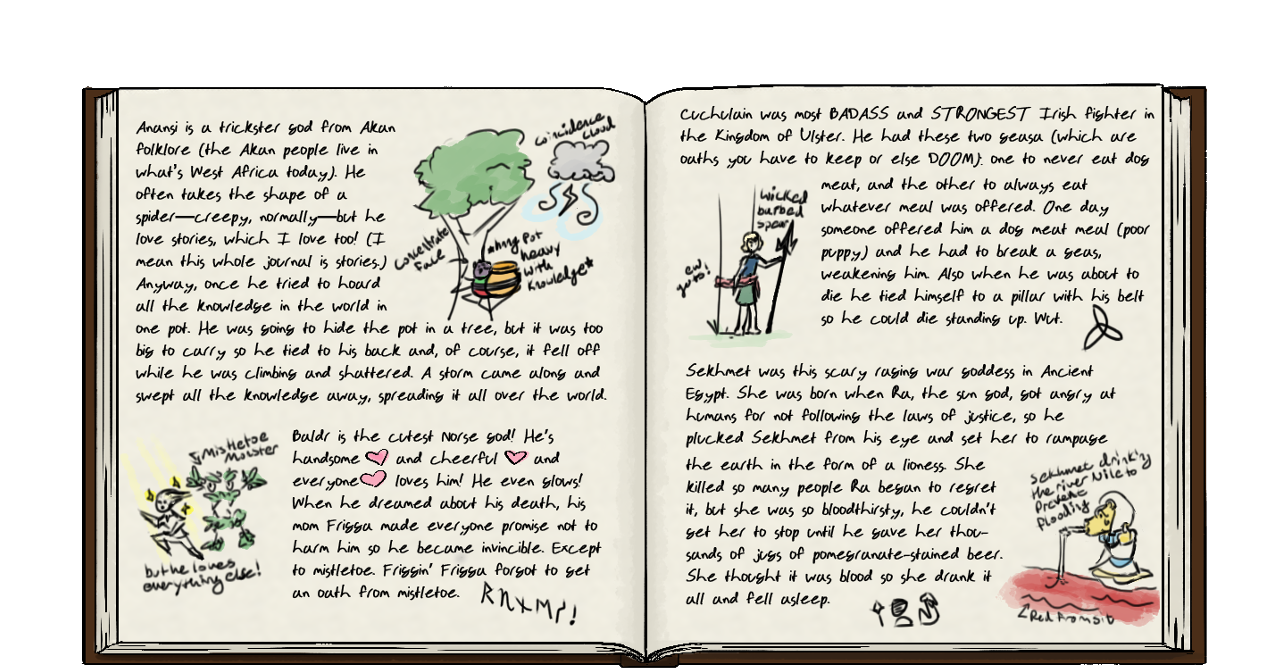 Anansi is a trickster god from Akan
folklore (the Akan people live in
what's West Africa today). He
often takes the shape of a
spider—creepy, normally—but he
love stories, which I love too! (I
mean this whole journal is stories.)
Anyway, once he tried to hoard
all the knowledge in the world in
one pot. He was going to hide the pot in a tree, but it was too
big to carry so he tied to his back and, of course, it fell off
while he was climbing and shattered. A storm came along and
swept all the knowledge away, spreading it all over the world.
coincidence
cloud
concentrate
face
*many pot
heavy
with
knowledge*
Mistletoe
Monster
but he loves
everything else!
Baldr is the cutest Norse god! He's
handsome and cheerful and
everyone loves him! He even glows!
When he dreamed about his death, his
mom Frigga made everyone promise not to
harm him so he became invincible. Except
to mistletoe. Friggin' Frigga forgot to get
an oath from mistletoe.
Cuchulain was most BADASS and STRONGEST Irish fighter in
the Kingdom of Ulster. He had these two geasa (which are
oaths you have to keep or else DOOM): one to never eat dog
meat, and the other to always eat
whatever meal was offered. One day
someone offered him a dog meat meal (poor
puppy) and he had to break a geas,
weakening him. Also when he was about to
die he tied himself to a pillar with his belt
so he could die standing up. Wut.
wicked
barbed
spear
ew
guts!
Sekhmet was this scary raging war goddess in Ancient
Egypt. She was born when Ra, the sun god, got angry at
humans for not following the laws of justice, so he
plucked Sekhmet from his eye and set her to rampage
the earth in the form of a lioness. She
killed so many people Ra began to regret
it, but she was so bloodthirsty, he couldn't
get her to stop until he gave her thou-
sands of jugs of pomegranate-stained beer.
She thought it was blood so she drank it
all and fell asleep.
Sekhmet drinking
the river Nile to
prevent
flooding
Red from silt